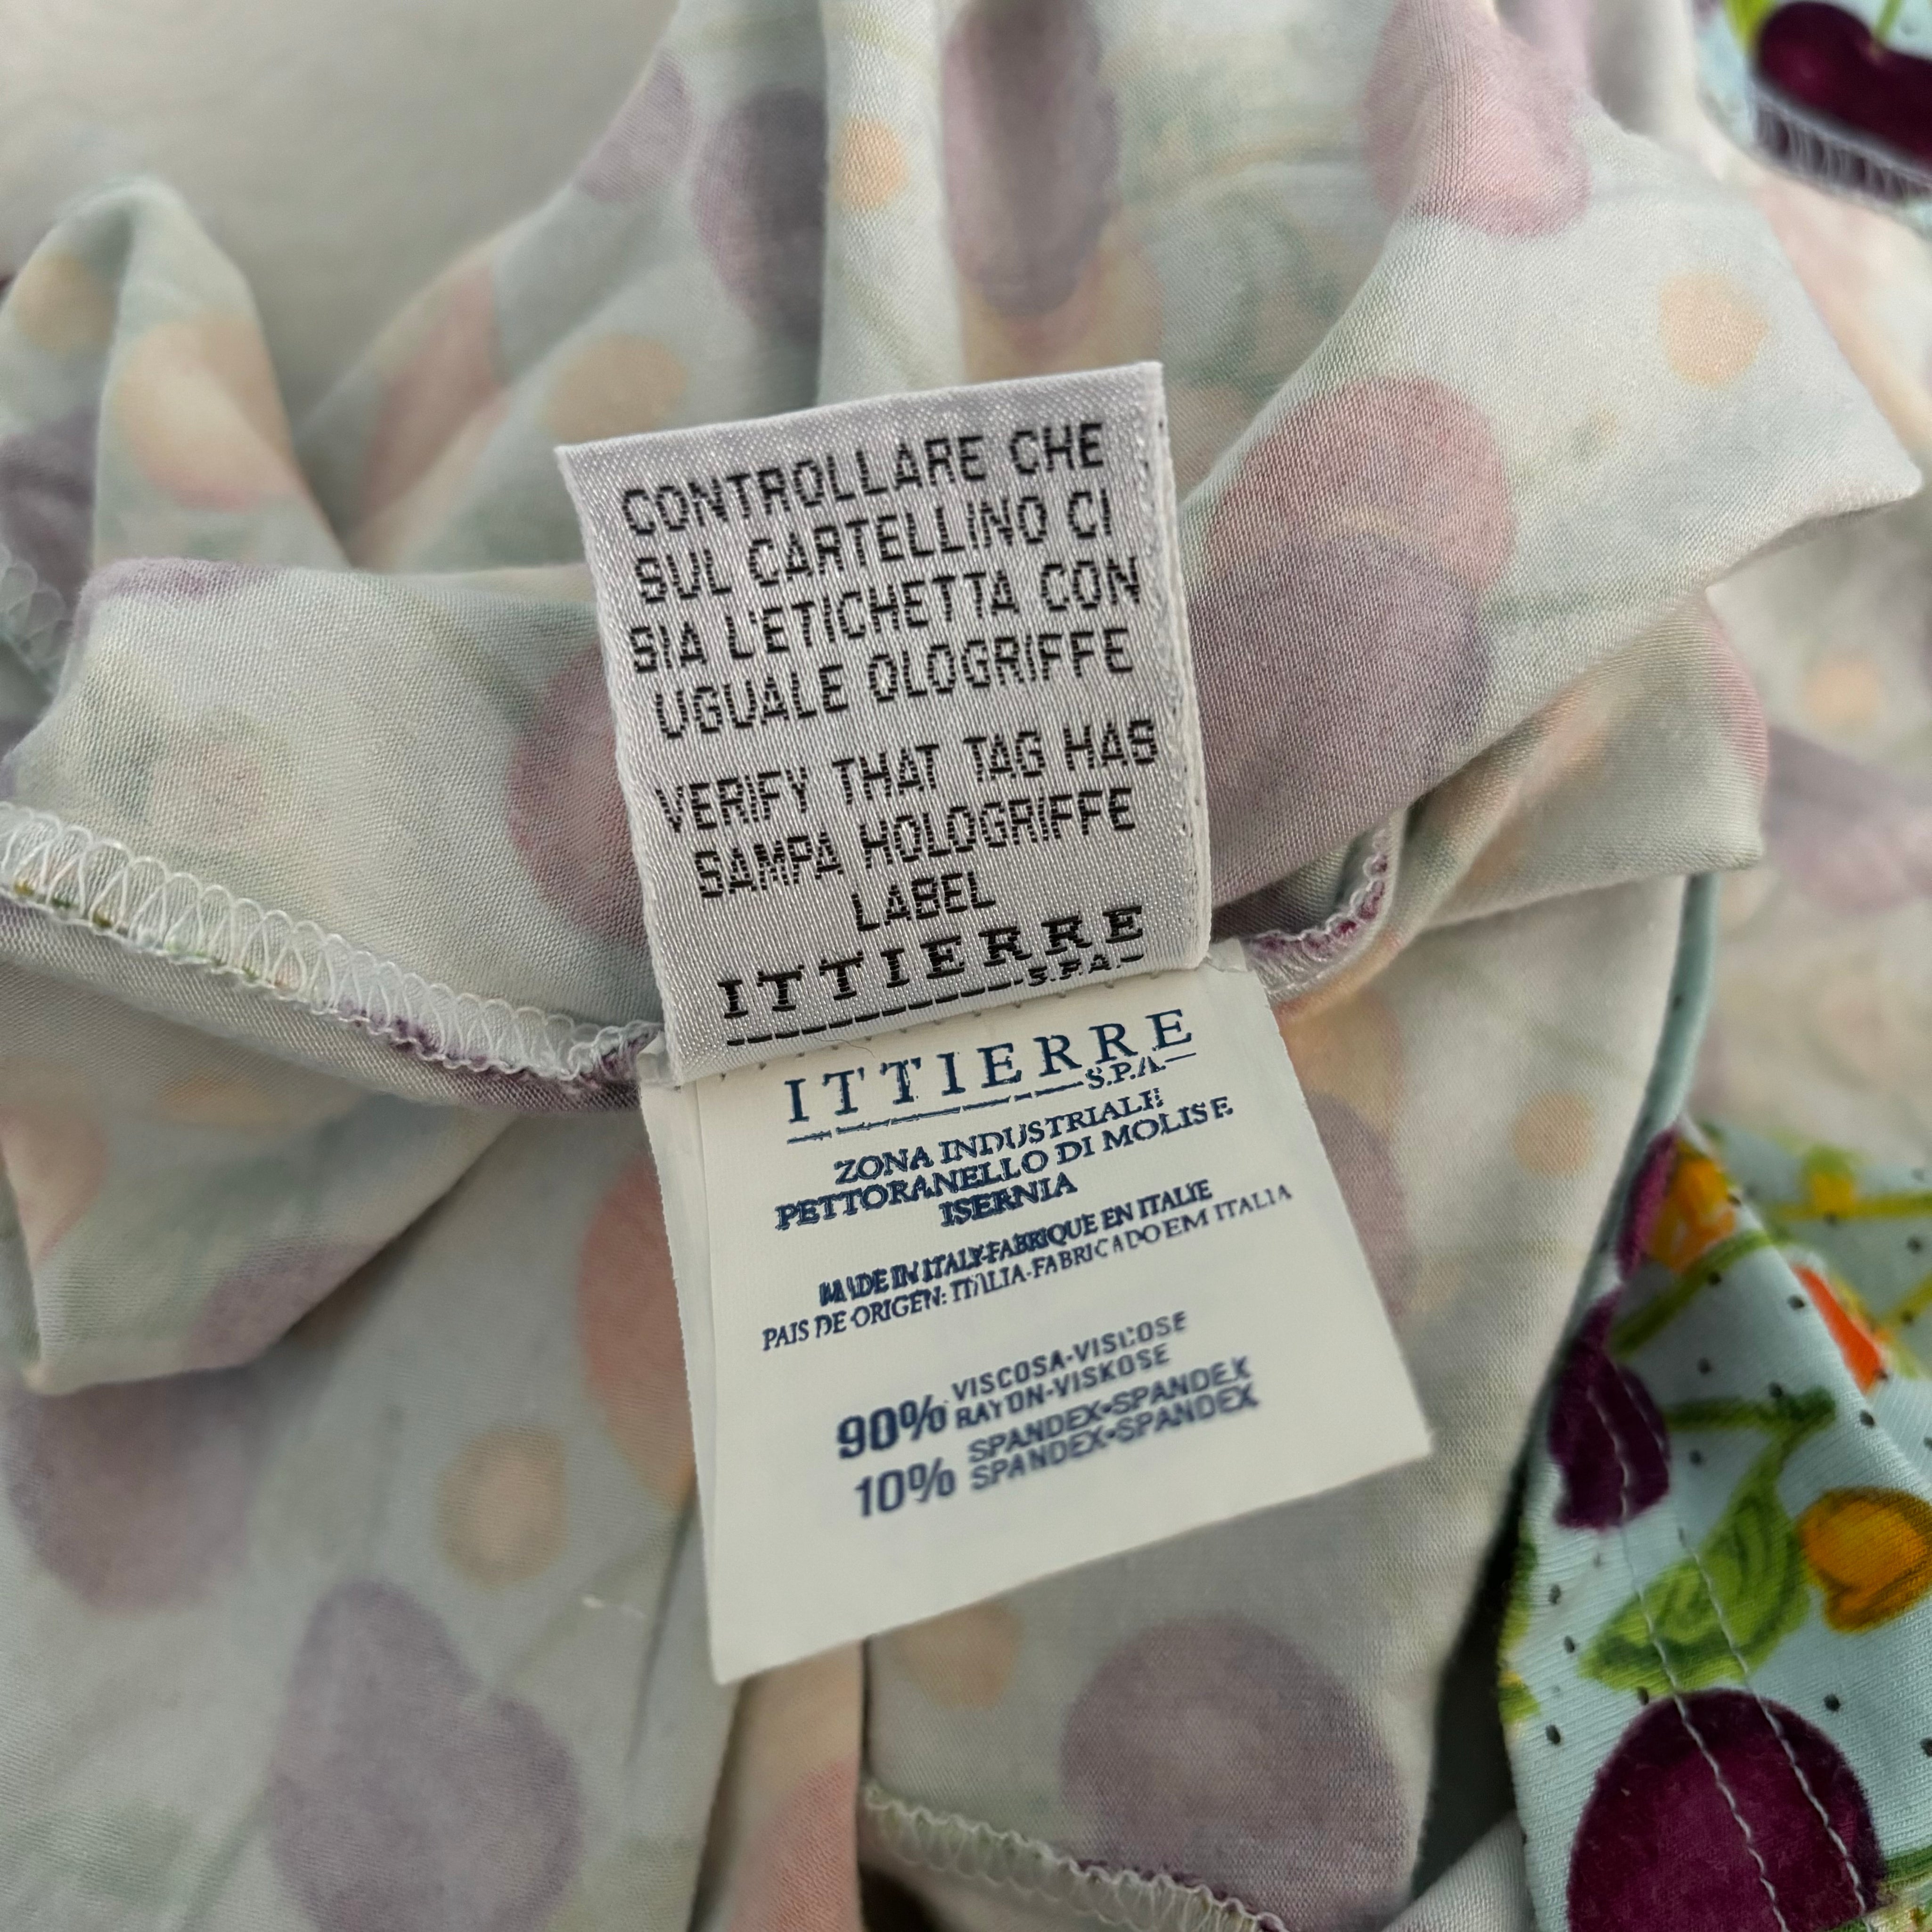 CONTROLLARE CHE
SUL CARTELLINO CI
SIA L'ETICHETTA CON
UGUALE OLOGRIFFE
VERIFY THAT TAG HAS
SAMPA HOLOGRIFFE
LABEL
ITTIERRE
S.P.A.
ITTIERRE
S.P.A.
ZONA INDUSTRIALE
PETTORANELLO DI MOLISE
ISERNIA
MADE IN ITALY-FABRIQUE EN ITALIE
PAIS DE ORIGEN: ITALIA-FABRICADO EM ITALIA
90% VISCOSA-VISCOSE
RAYON-VISKOSE
10% SPANDEX-SPANDEX
SPANDEX-SPANDEX